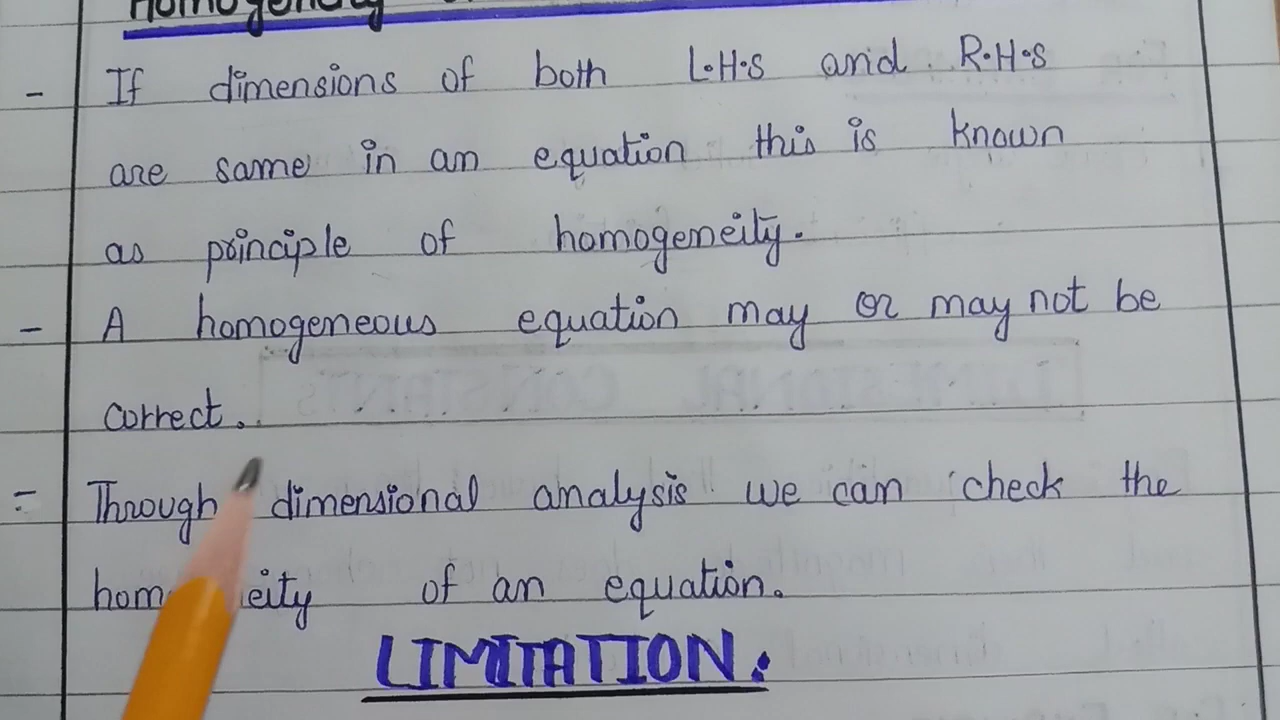 Homogeneity
- If dimensions of both L.H.S and R.H.S
are same in an equation this is known
as principle of homogeneity.
- A homogeneous equation may or may not be
correct.
- Through dimensional analysis we can check the
of an equation.
LIMITATION.